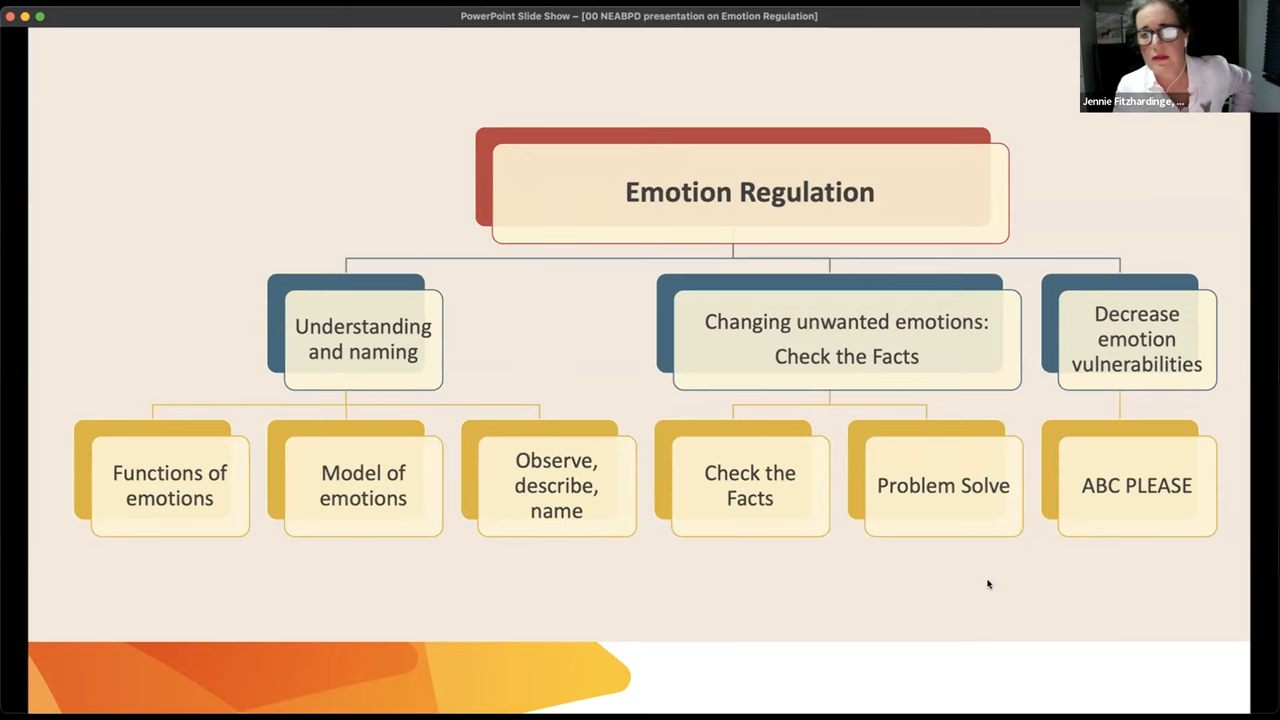 PowerPoint Slide Show – [00 NEABPD presentation on Emotion Regulation]
Jennie Fitzhardinge, ...
Emotion Regulation
Understanding
and naming
Changing unwanted emotions:
Check the Facts
Decrease
emotion
vulnerabilities
Functions of
emotions
Model of
emotions
Observe,
describe,
name
Check the
Facts
Problem Solve
ABC PLEASE